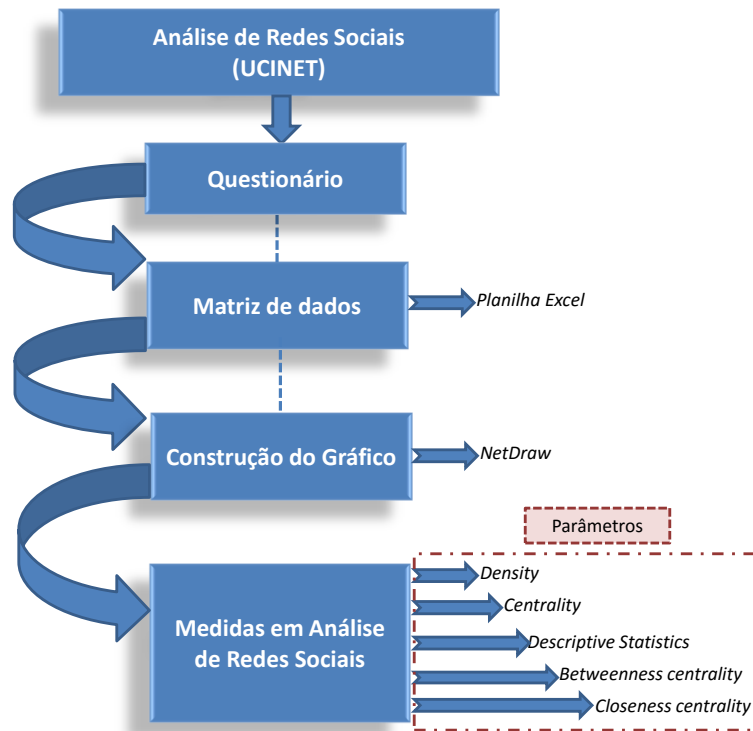 Análise de Redes Sociais
(UCINET)
Questionário
Matriz de dados
Planilha Excel
Construção do Gráfico
NetDraw
Parâmetros
Medidas em Análise
de Redes Sociais
Density
Centrality
Descriptive Statistics
Betweenness centrality
Closeness centrality